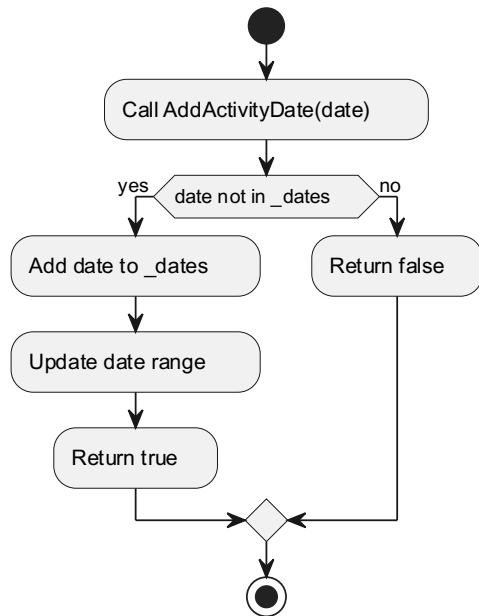 Call AddActivityDate(date)
yes
date not in _dates
no
Add date to _dates
Return false
Update date range
Return true